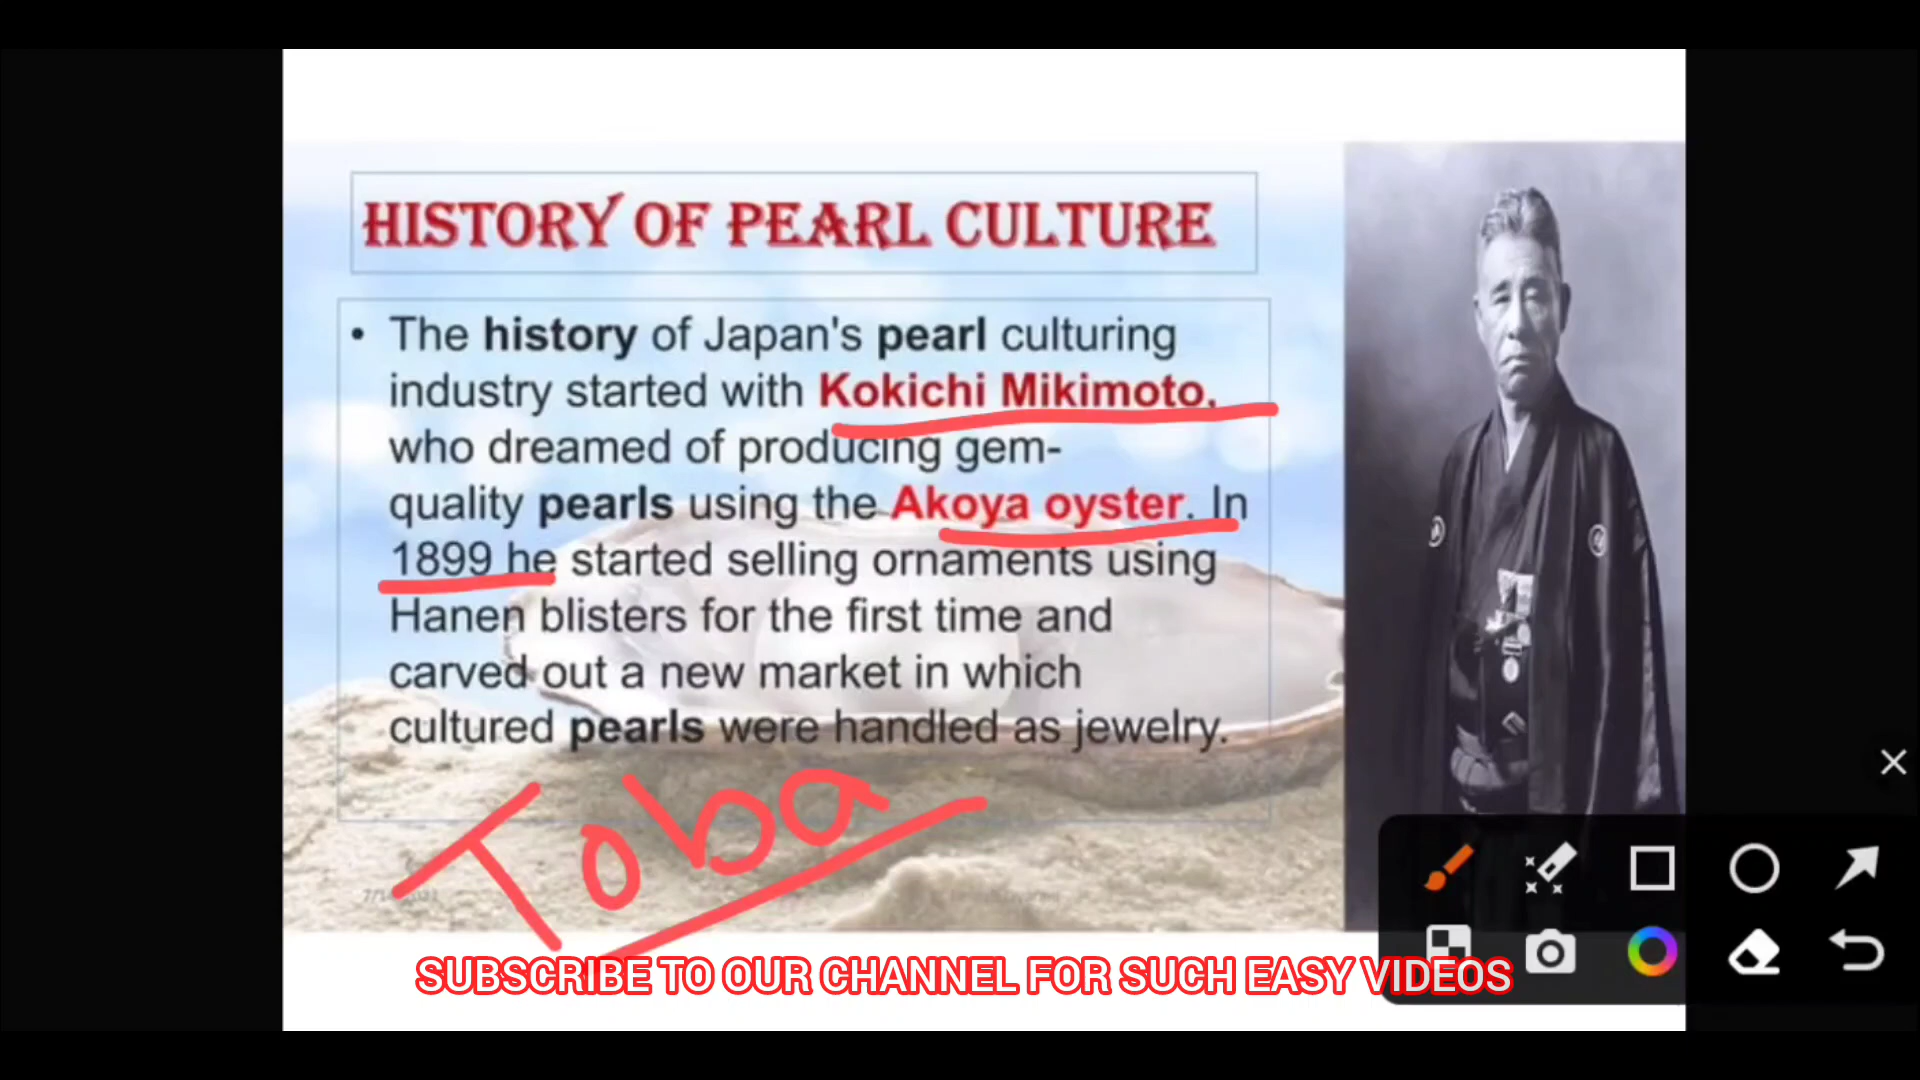 HISTORY OF PEARL CULTURE
• The history of Japan's pearl culturing
industry started with Kokichi Mikimoto,
who dreamed of producing gem-
quality pearls using the Akoya oyster. In
1899 he started selling ornaments using
Hanen blisters for the first time and
carved out a new market in which
cultured pearls were handled as jewelry.
Toba
SUBSCRIBE TO OUR CHANNEL FOR SUCH EASY VIDEOS